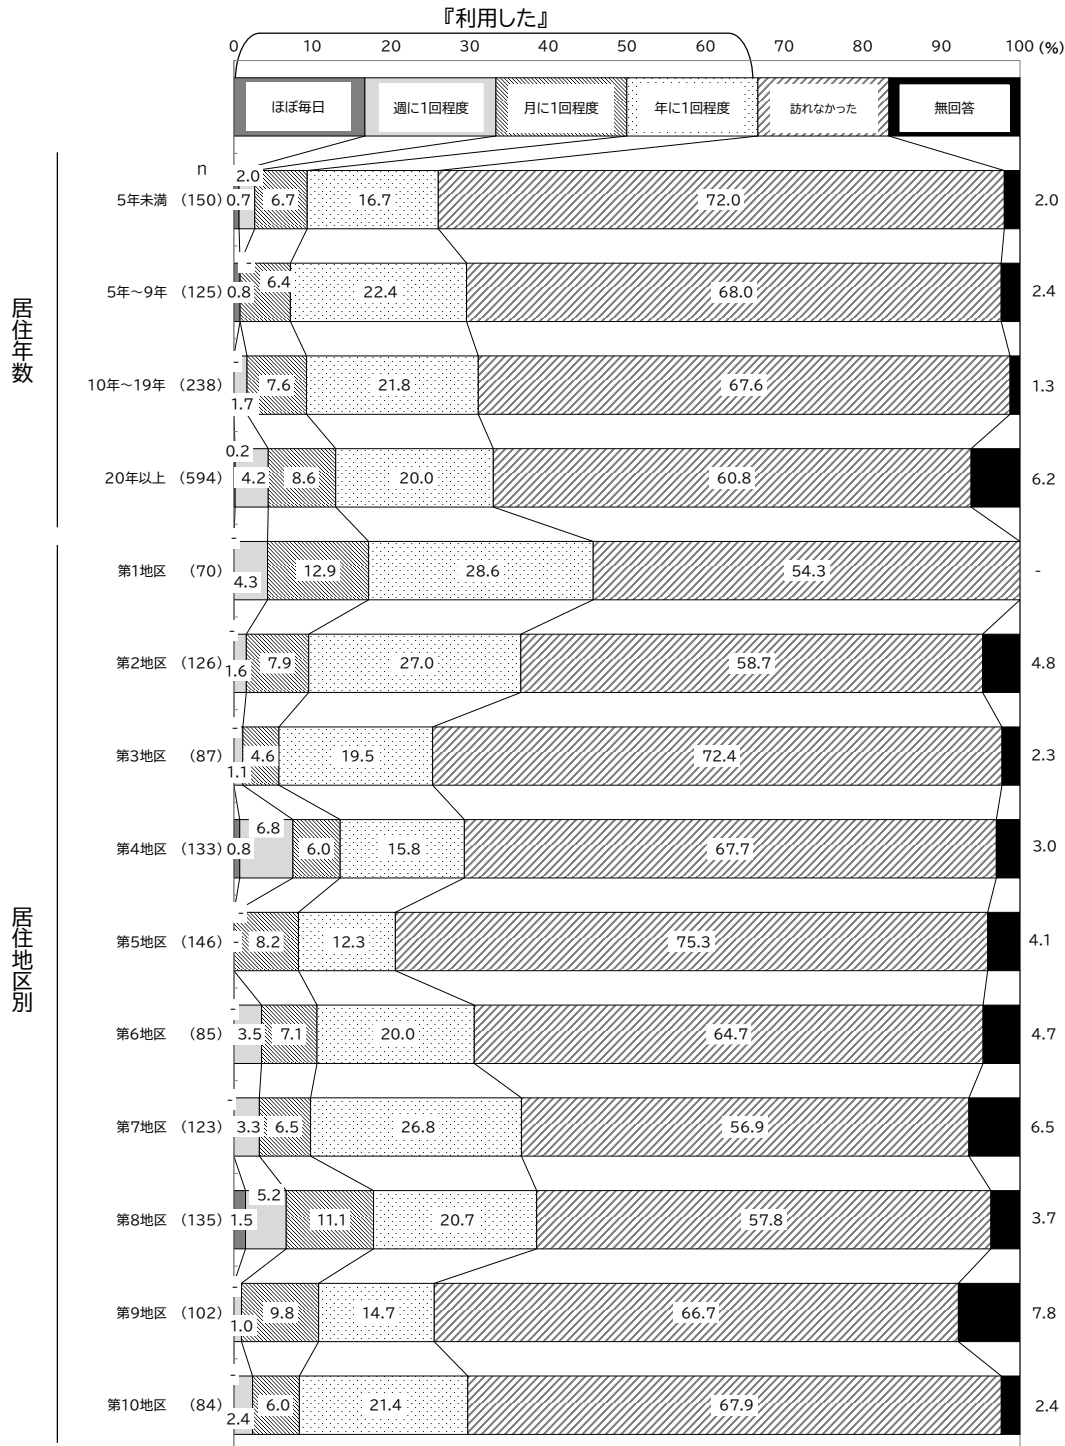 『利用した』
0 10 20 30 40 50 60 70 80 90 100 (%)
ほぼ毎日 週に1回程度 月に1回程度 年に1回程度 訪れなかった 無回答
n
居住年数
5年未満 (150) 0.7 2.0 6.7 16.7 72.0 2.0
5年～9年 (125) 0.8 - 6.4 22.4 68.0 2.4
10年～19年 (238) - 1.7 7.6 21.8 67.6 1.3
20年以上 (594) 0.2 4.2 8.6 20.0 60.8 6.2
居住地区別
第1地区 (70) - 4.3 12.9 28.6 54.3 -
第2地区 (126) - 1.6 7.9 27.0 58.7 4.8
第3地区 (87) - 1.1 4.6 19.5 72.4 2.3
第4地区 (133) 0.8 6.8 6.0 15.8 67.7 3.0
第5地区 (146) - - 8.2 12.3 75.3 4.1
第6地区 (85) - 3.5 7.1 20.0 64.7 4.7
第7地区 (123) - 3.3 6.5 26.8 56.9 6.5
第8地区 (135) 1.5 5.2 11.1 20.7 57.8 3.7
第9地区 (102) - 1.0 9.8 14.7 66.7 7.8
第10地区 (84) - 2.4 6.0 21.4 67.9 2.4